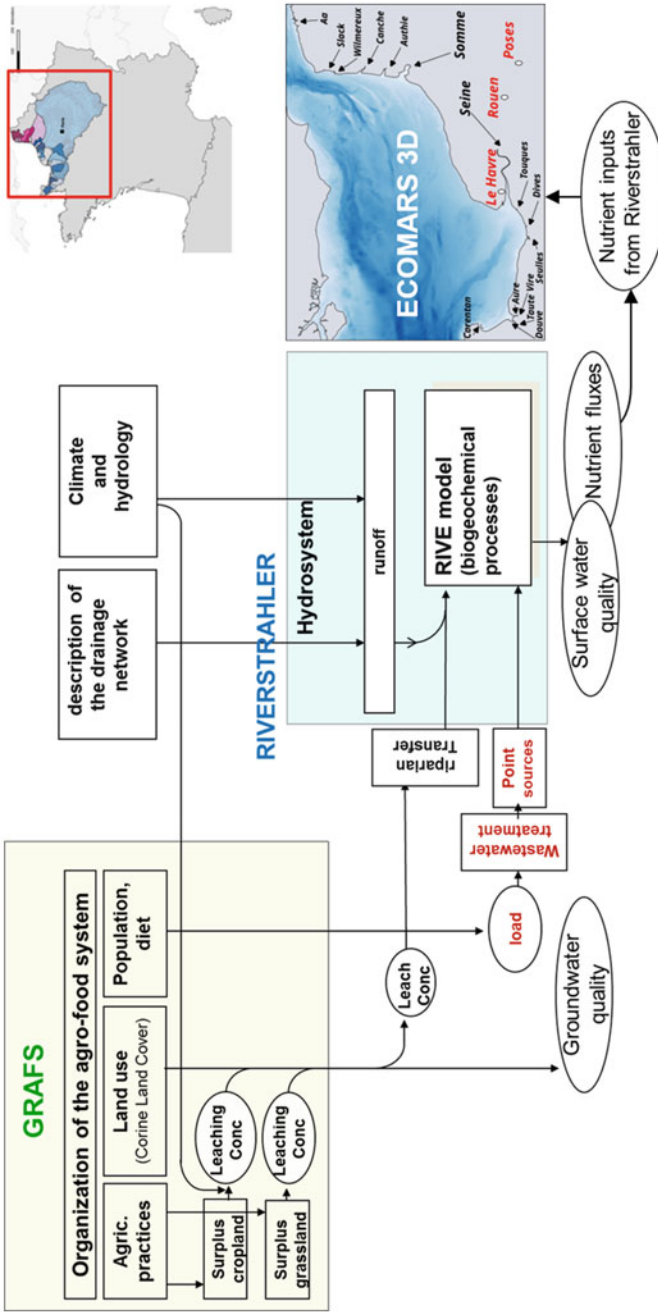 GRAFS
Organization of the agro-food system
Agric.
practices
Land use
(Corine Land Cover)
Population,
diet
Surplus
cropland
Leaching
Conc
Surplus
grassland
Leaching
Conc
description of
the drainage
network
Climate
and
hydrology
RIVERSTRAHLER
Hydrosystem
runoff
RIVE model
(biogeochemical
processes)
riparian
Transfer
Leach
Conc
load
Wastewater
treatment
Point
sources
Groundwater
quality
Surface water
quality
Nutrient fluxes
Nutrient inputs
from Riverstrahler
ECOMARS 3D
Aa
Slack
Wilmereux
Canche
Authie
Somme
Seine
Le Havre
Rouen
Poses
Touques
Dives
Seulles
Aure
Taute Vire
Douve
Carentan